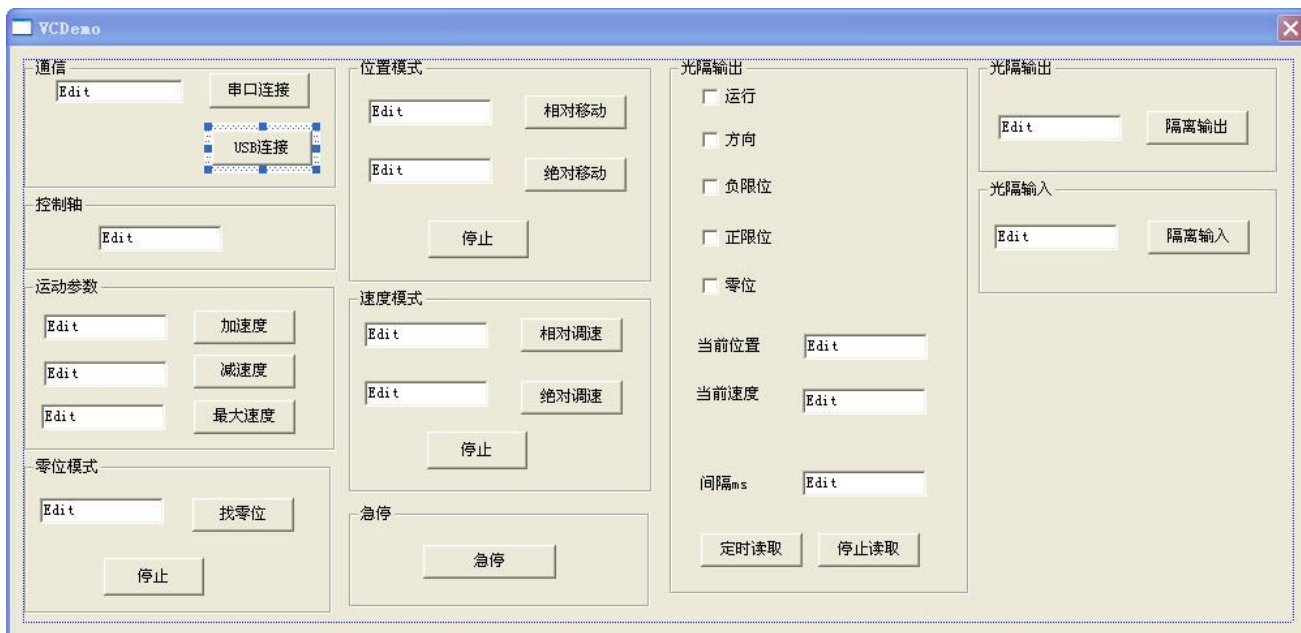 VCDemo
通信
Edit
串口连接
USB连接
控制轴
Edit
运动参数
Edit
加速度
Edit
减速度
Edit
最大速度
零位模式
Edit
找零位
停止
位置模式
Edit
相对移动
Edit
绝对移动
停止
速度模式
Edit
相对调速
Edit
绝对调速
停止
急停
急停
光隔输出
运行
方向
负限位
正限位
零位
当前位置
Edit
当前速度
Edit
间隔ms
Edit
定时读取
停止读取
光隔输出
Edit
隔离输出
光隔输入
Edit
隔离输入